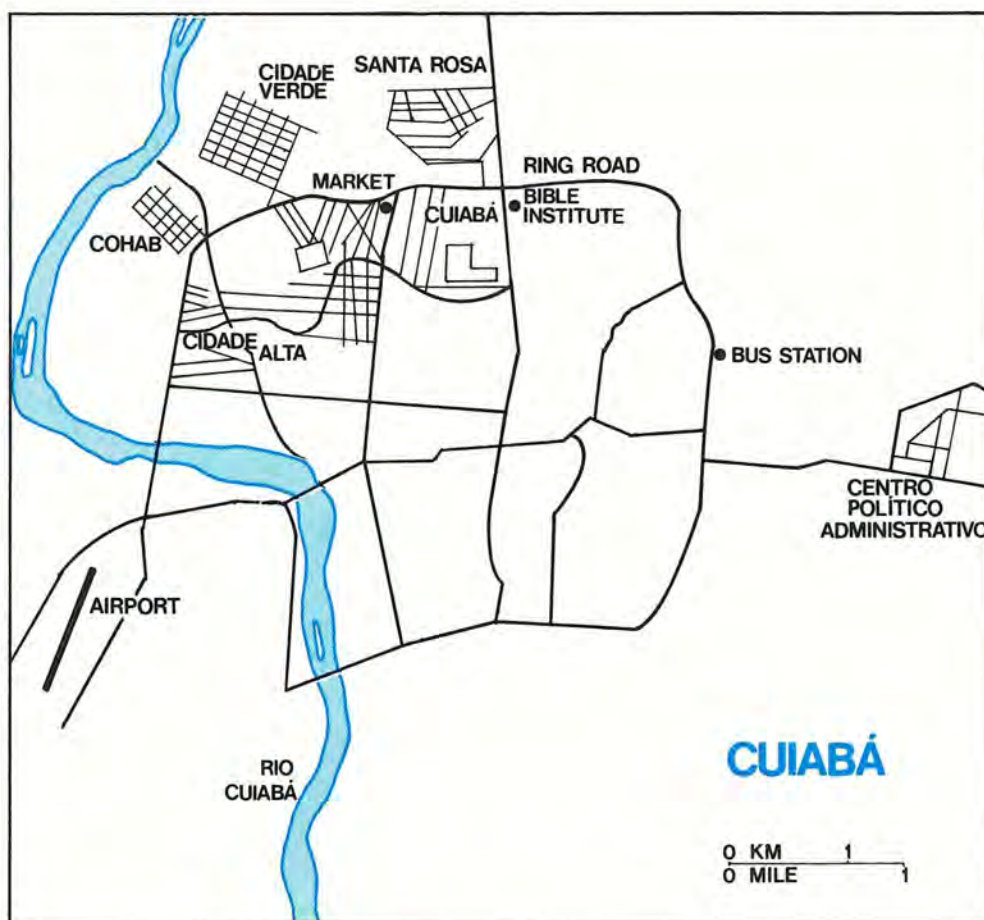 SANTA ROSA
CIDADE
VERDE
RING ROAD
MARKET
CUIABÁ
BIBLE
INSTITUTE
COHAB
CIDADE
ALTA
BUS STATION
CENTRO
POLÍTICO
ADMINISTRATIVO
AIRPORT
RIO
CUIABÁ
CUIABÁ
0 KM 1
0 MILE 1